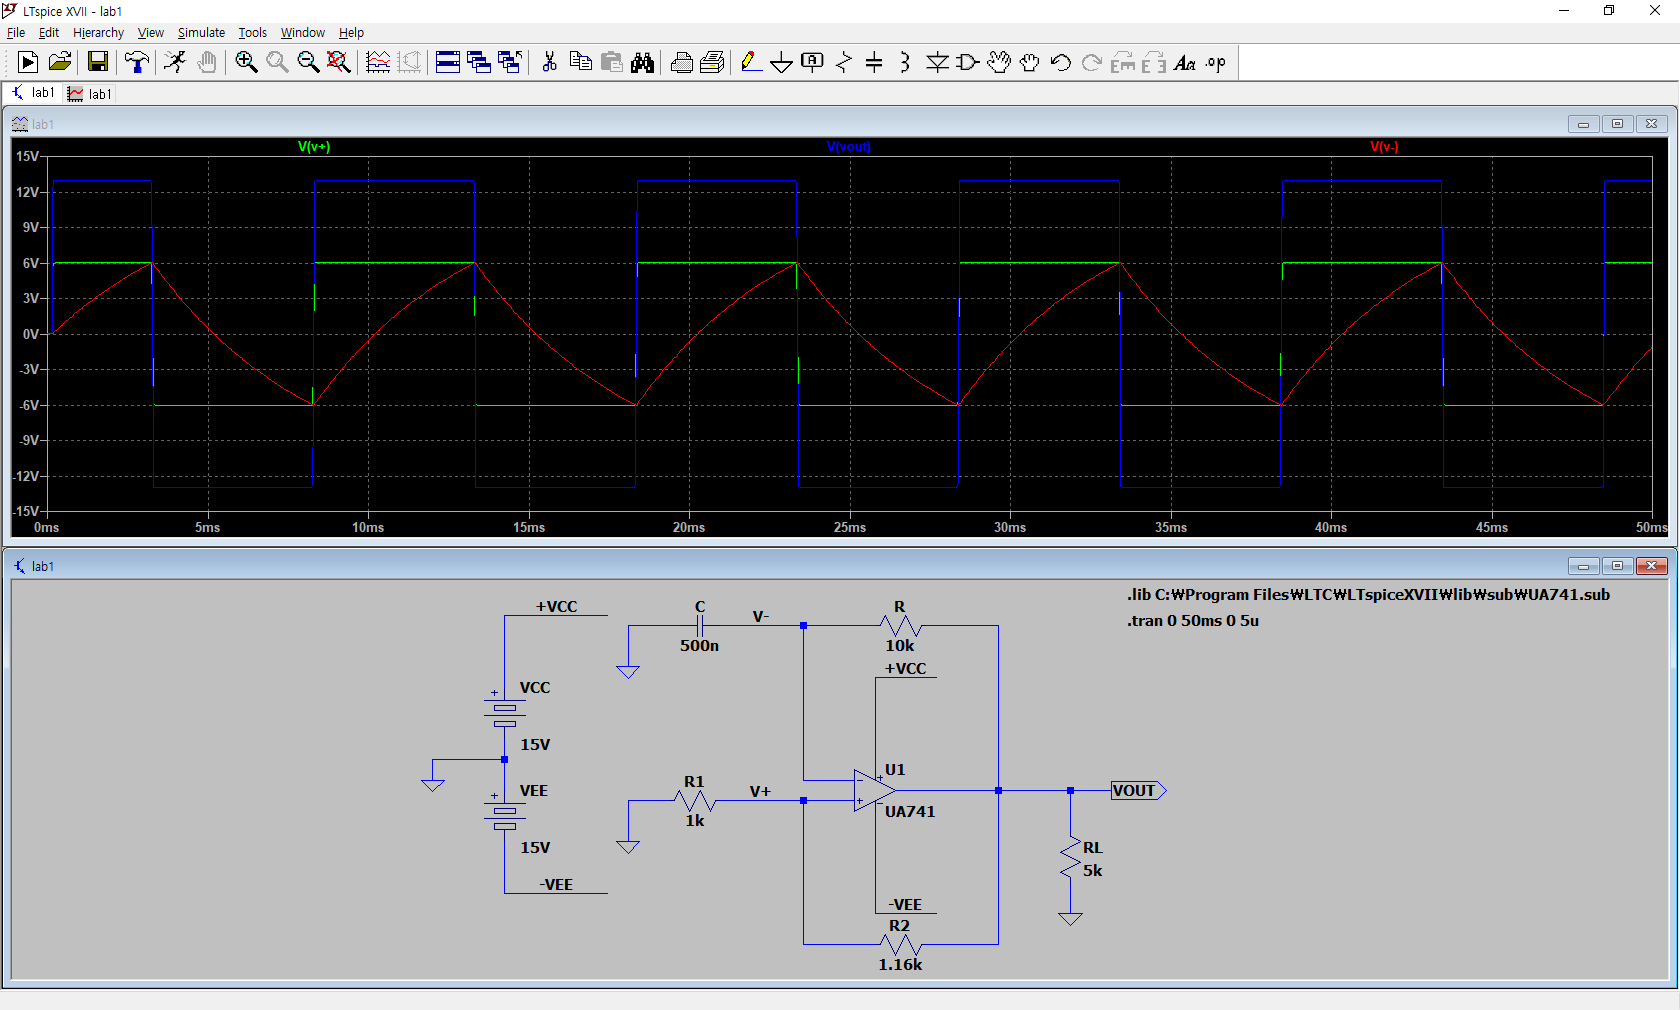 LTspice XVII - lab1
File Edit Hierarchy View Simulate Tools Window Help
lab1 lab1
lab1
V(v+) V(vout) V(v-)
15V
12V
9V
6V
3V
0V
-3V
-6V
-9V
-12V
-15V
0ms 5ms 10ms 15ms 20ms 25ms 30ms 35ms 40ms 45ms 50ms
lab1
.lib C:₩Program Files₩LTC₩LTspiceXVII₩lib₩sub₩UA741.sub
.tran 0 50ms 0 5u
+VCC
C
V-
R
500n
10k
+VCC
VCC
15V
VEE
15V
-VEE
R1
V+
1k
U1
UA741
VOUT
RL
5k
-VEE
R2
1.16k